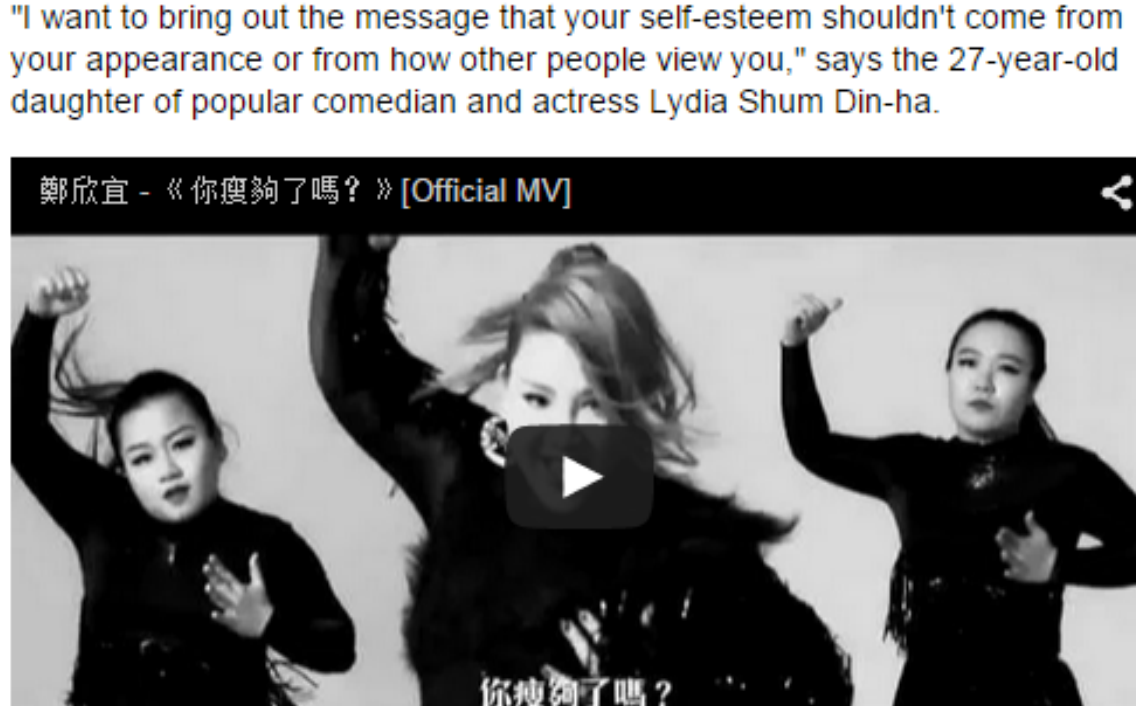 "I want to bring out the message that your self-esteem shouldn't come from
your appearance or from how other people view you," says the 27-year-old
daughter of popular comedian and actress Lydia Shum Din-ha.
鄭欣宜 - 《你瘦夠了嗎？》[Official MV]
你瘦夠了嗎？